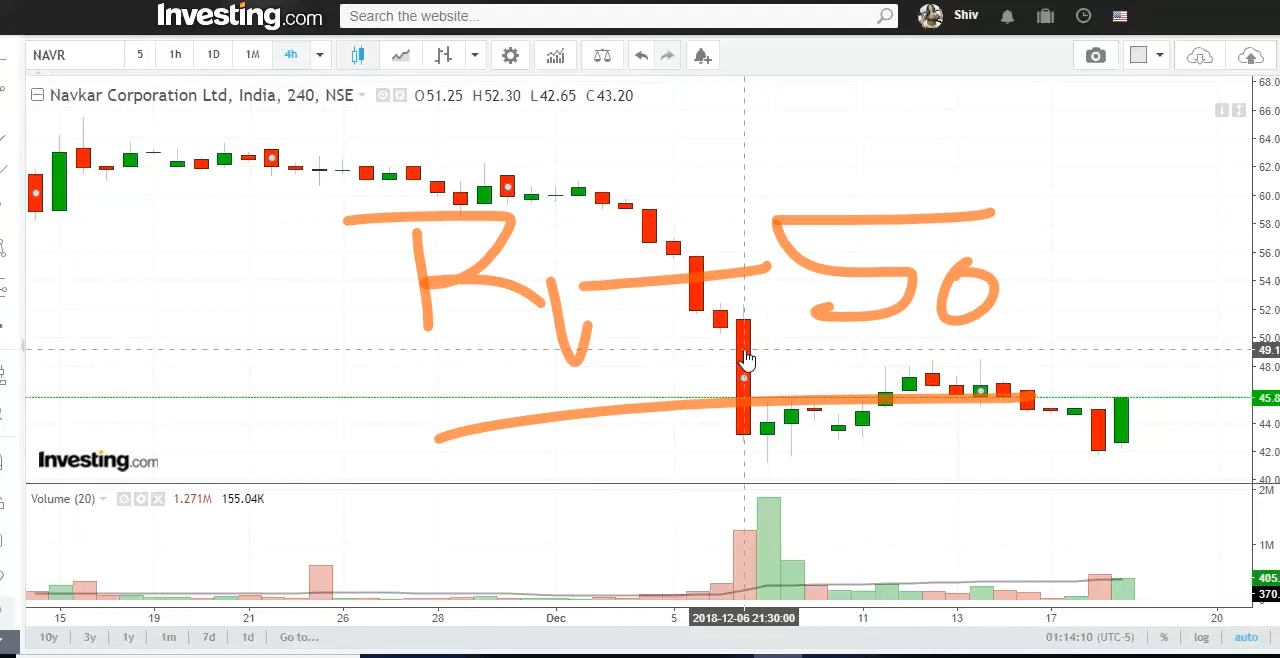 Investing.com Search the website... Shiv
NAVR 5 1h 1D 1M 4h
Navkar Corporation Ltd, India, 240, NSE O51.25 H52.30 L42.65 C43.20
68.0
66.0
64.0
62.0
60.0
58.0
56.0
54.0
52.0
50.0
49.1
48.0
45.8
44.0
42.0
40.0
50
Investing.com
Volume (20) 1.271M 155.04K
2M
1M
405.
370.
0
15 19 21 26 28 Dec 5 2018-12-06 21:30:00 11 13 17 20
10y 3y 1y 1m 7d 1d Go to... 01:14:10 (UTC-5) % log auto